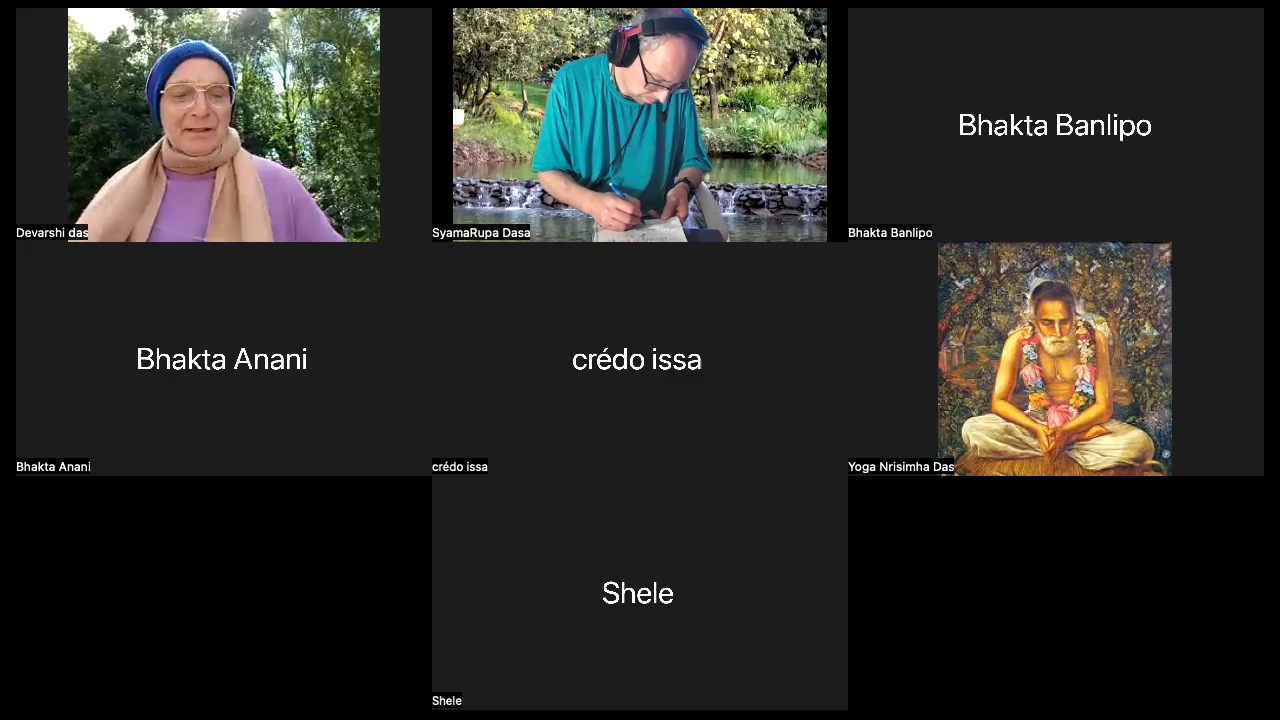 Devarshi das
SyamaRupa Dasa
Bhakta Banlipo
Bhakta Banlipo
Bhakta Anani
Bhakta Anani
crédo issa
crédo issa
Yoga Nrisimha Das
Shele
Shele